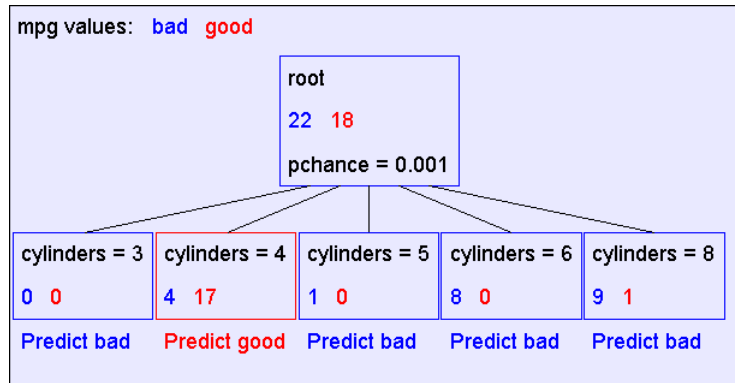 mpg values: bad good
root
22 18
pchance = 0.001
cylinders = 3 cylinders = 4 cylinders = 5 cylinders = 6 cylinders = 8
0 0 4 17 1 0 8 0 9 1
Predict bad Predict good Predict bad Predict bad Predict bad